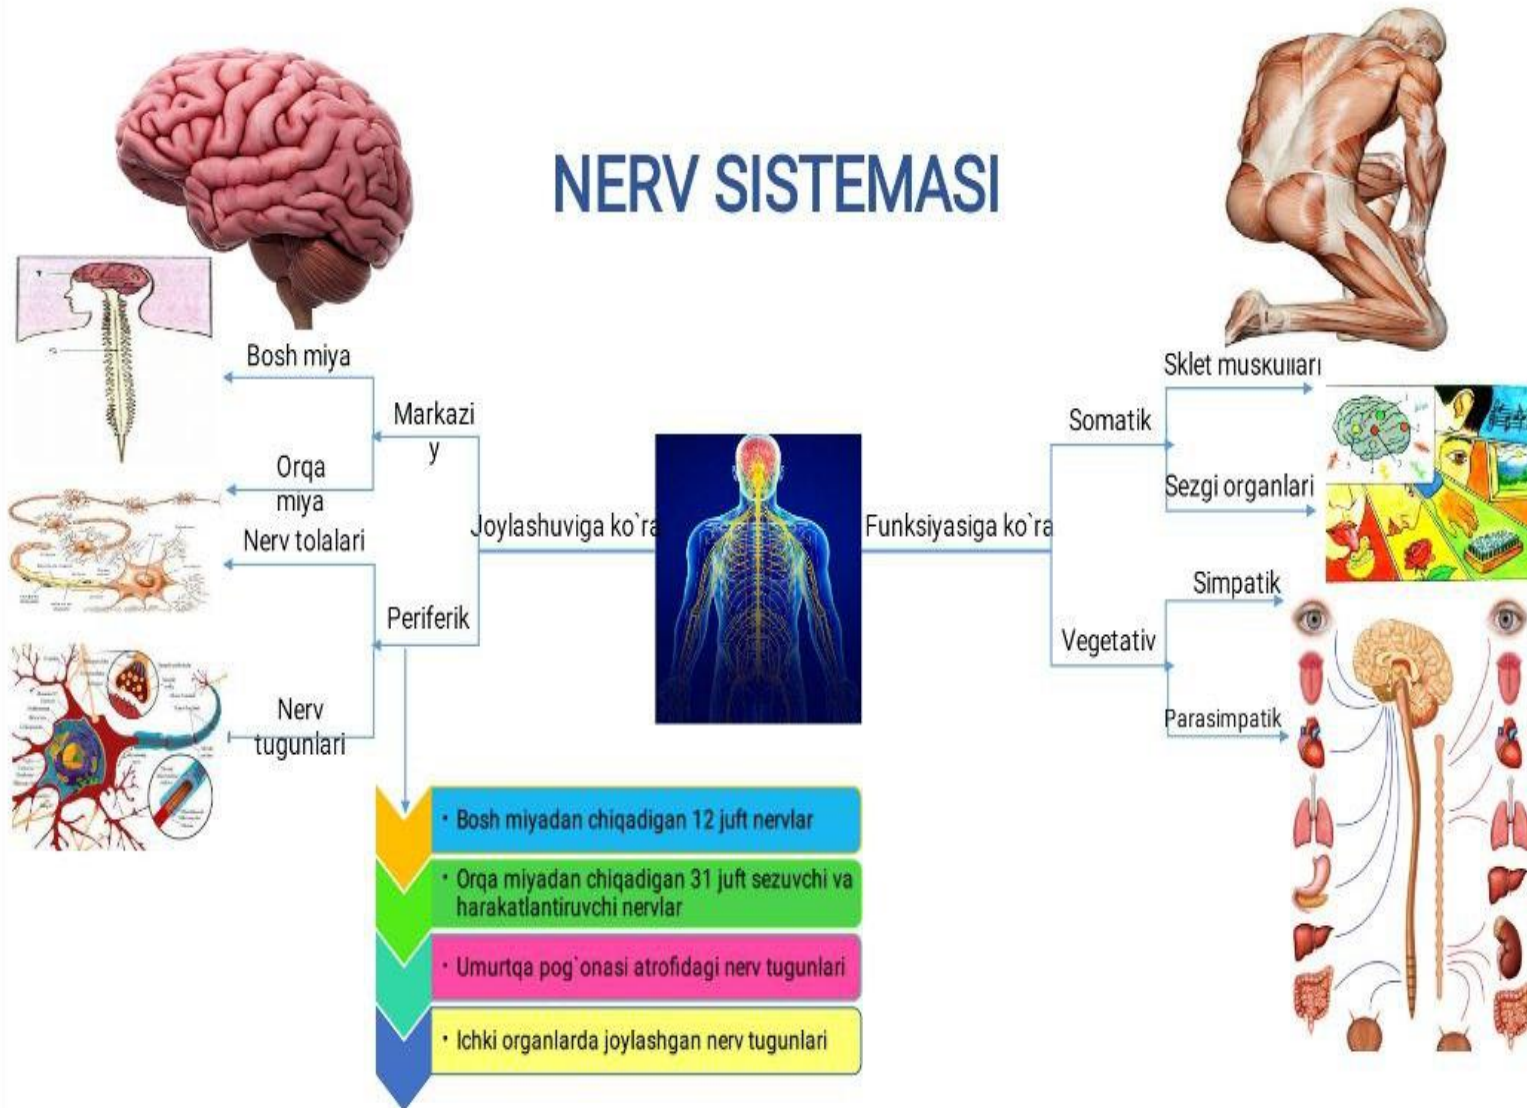 NERV SISTEMASI
Bosh miya
Markazi
y
Orqa
miya
Nerv tolalari
Joylashuviga ko`ra
Periferik
Nerv
tugunlari
Funksiyasiga ko`ra
Somatik
Sklet muskullari
Sezgi organlari
Vegetativ
Simpatik
Parasimpatik
• Bosh miyadan chiqadigan 12 juft nervlar
• Orqa miyadan chiqadigan 31 juft sezuvchi va
harakatlantiruvchi nervlar
• Umurtqa pog`onasi atrofidagi nerv tugunlari
• Ichki organlarda joylashgan nerv tugunlari